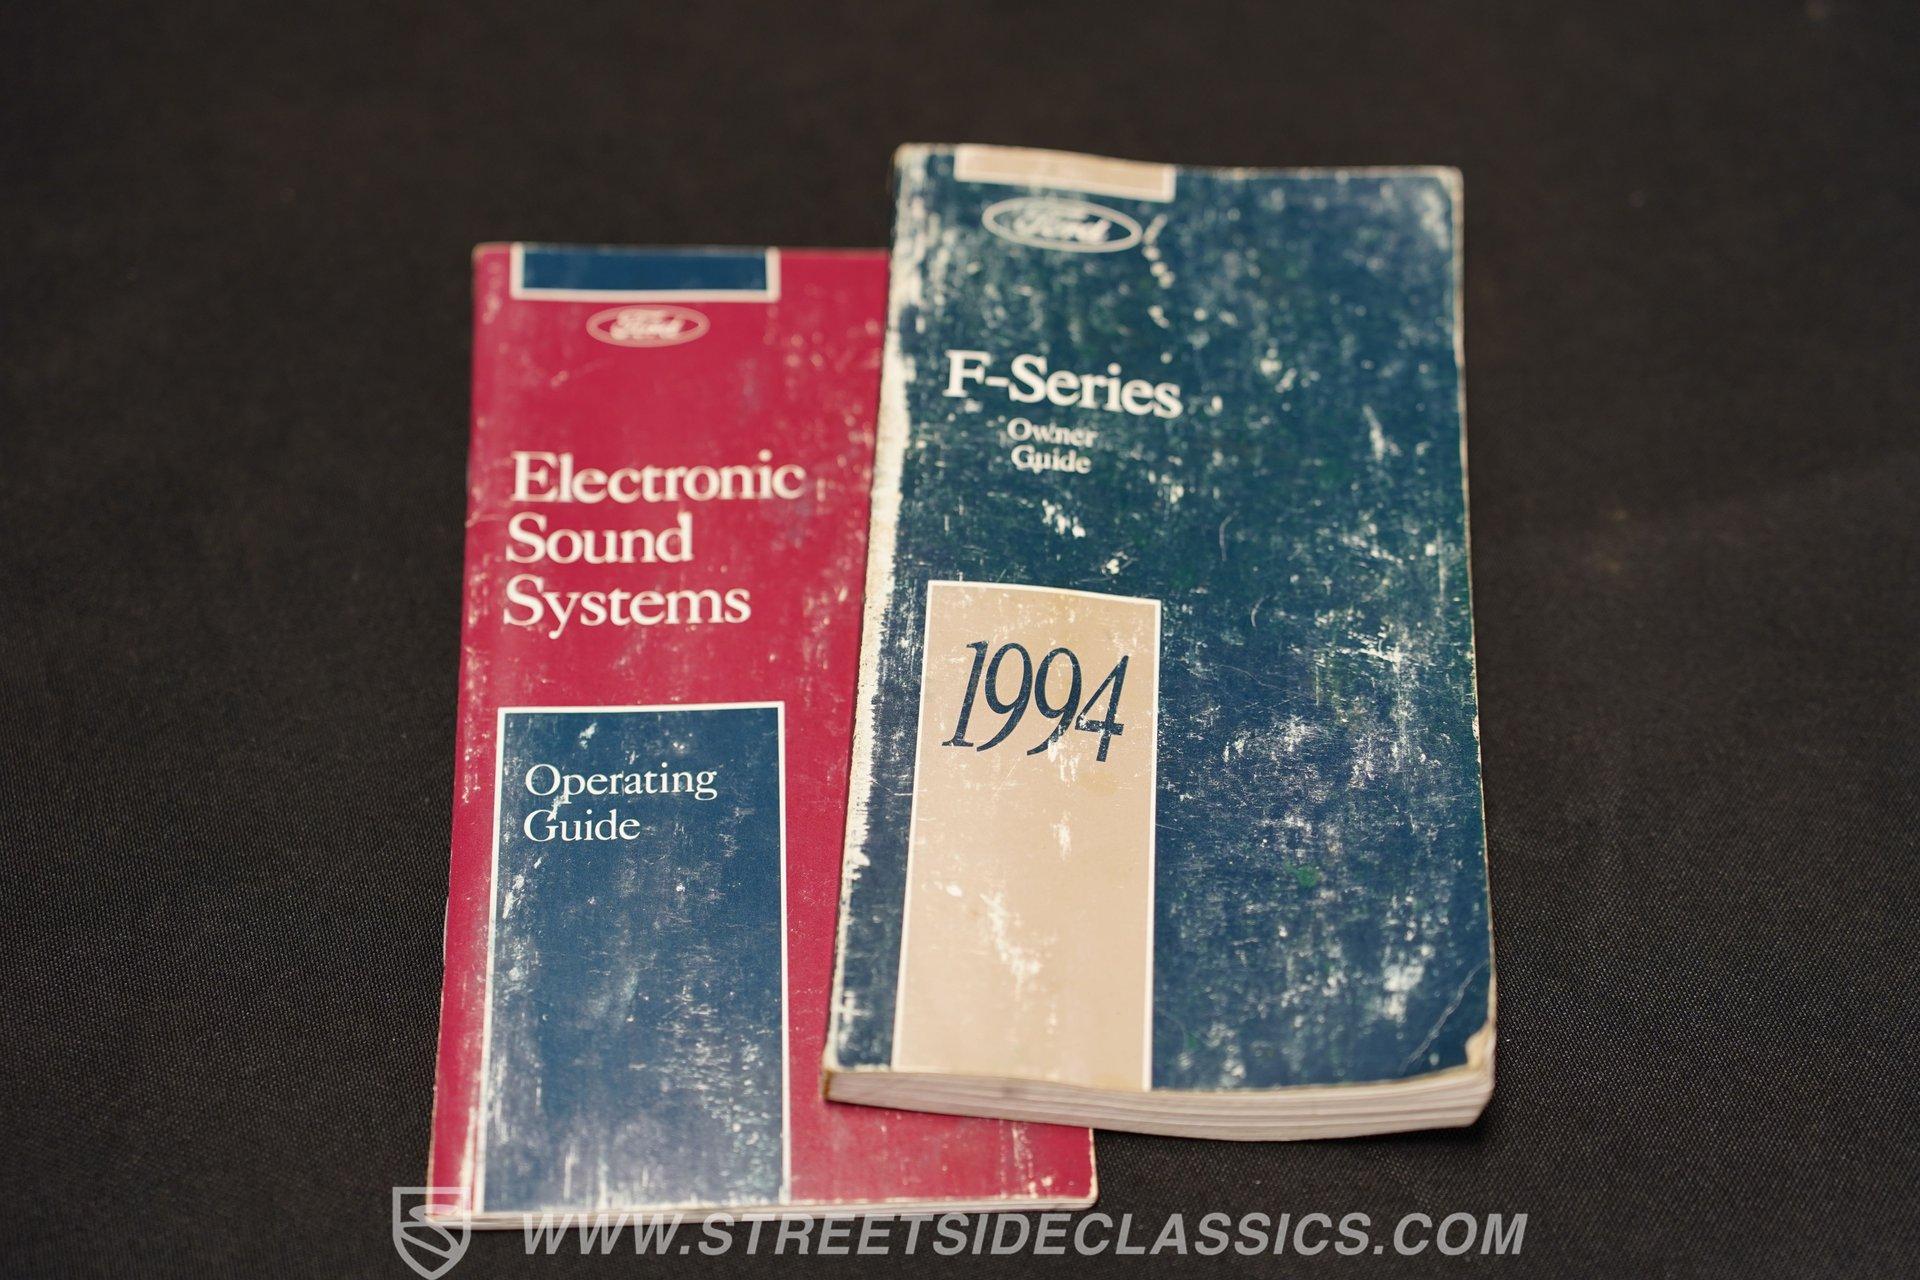 Ford
Electronic
Sound
Systems
Operating
Guide
Ford
F-Series
Owner
Guide
1994
WWW.STREETSIDECLASSICS.COM